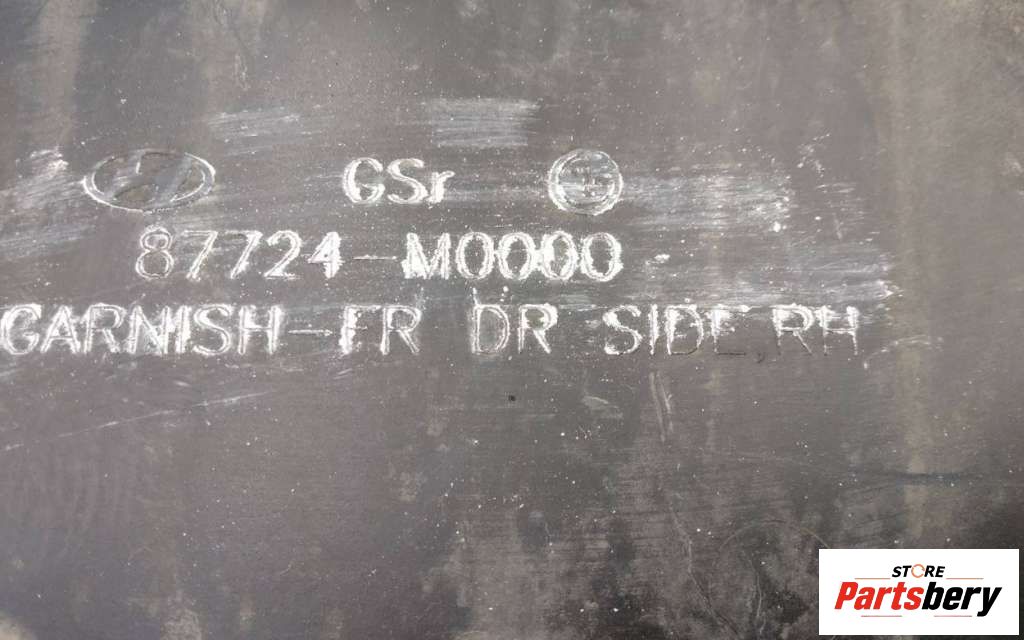 GSr
87724-M0000
GARNISH-FR DR SIDE,RH
STORE
Partsbery